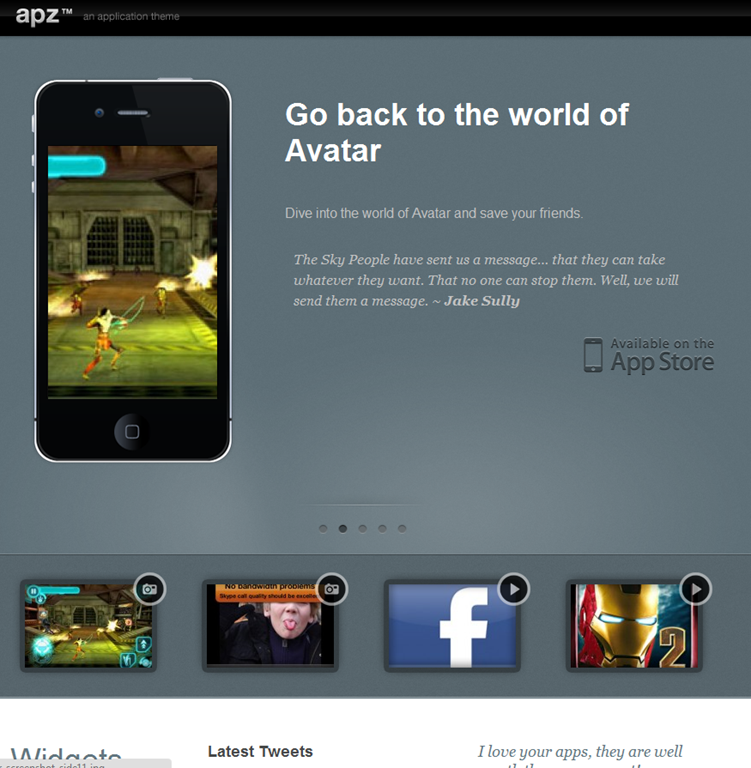 apz™ an application theme
Go back to the world of
Avatar
Dive into the world of Avatar and save your friends.
The Sky People have sent us a message... that they can take
whatever they want. That no one can stop them. Well, we will
send them a message. ~ Jake Sully
Available on the
App Store
No bandwidth problems
Skype call quality should be excellent
f
2
Widgets
Latest Tweets
I love your apps, they are well